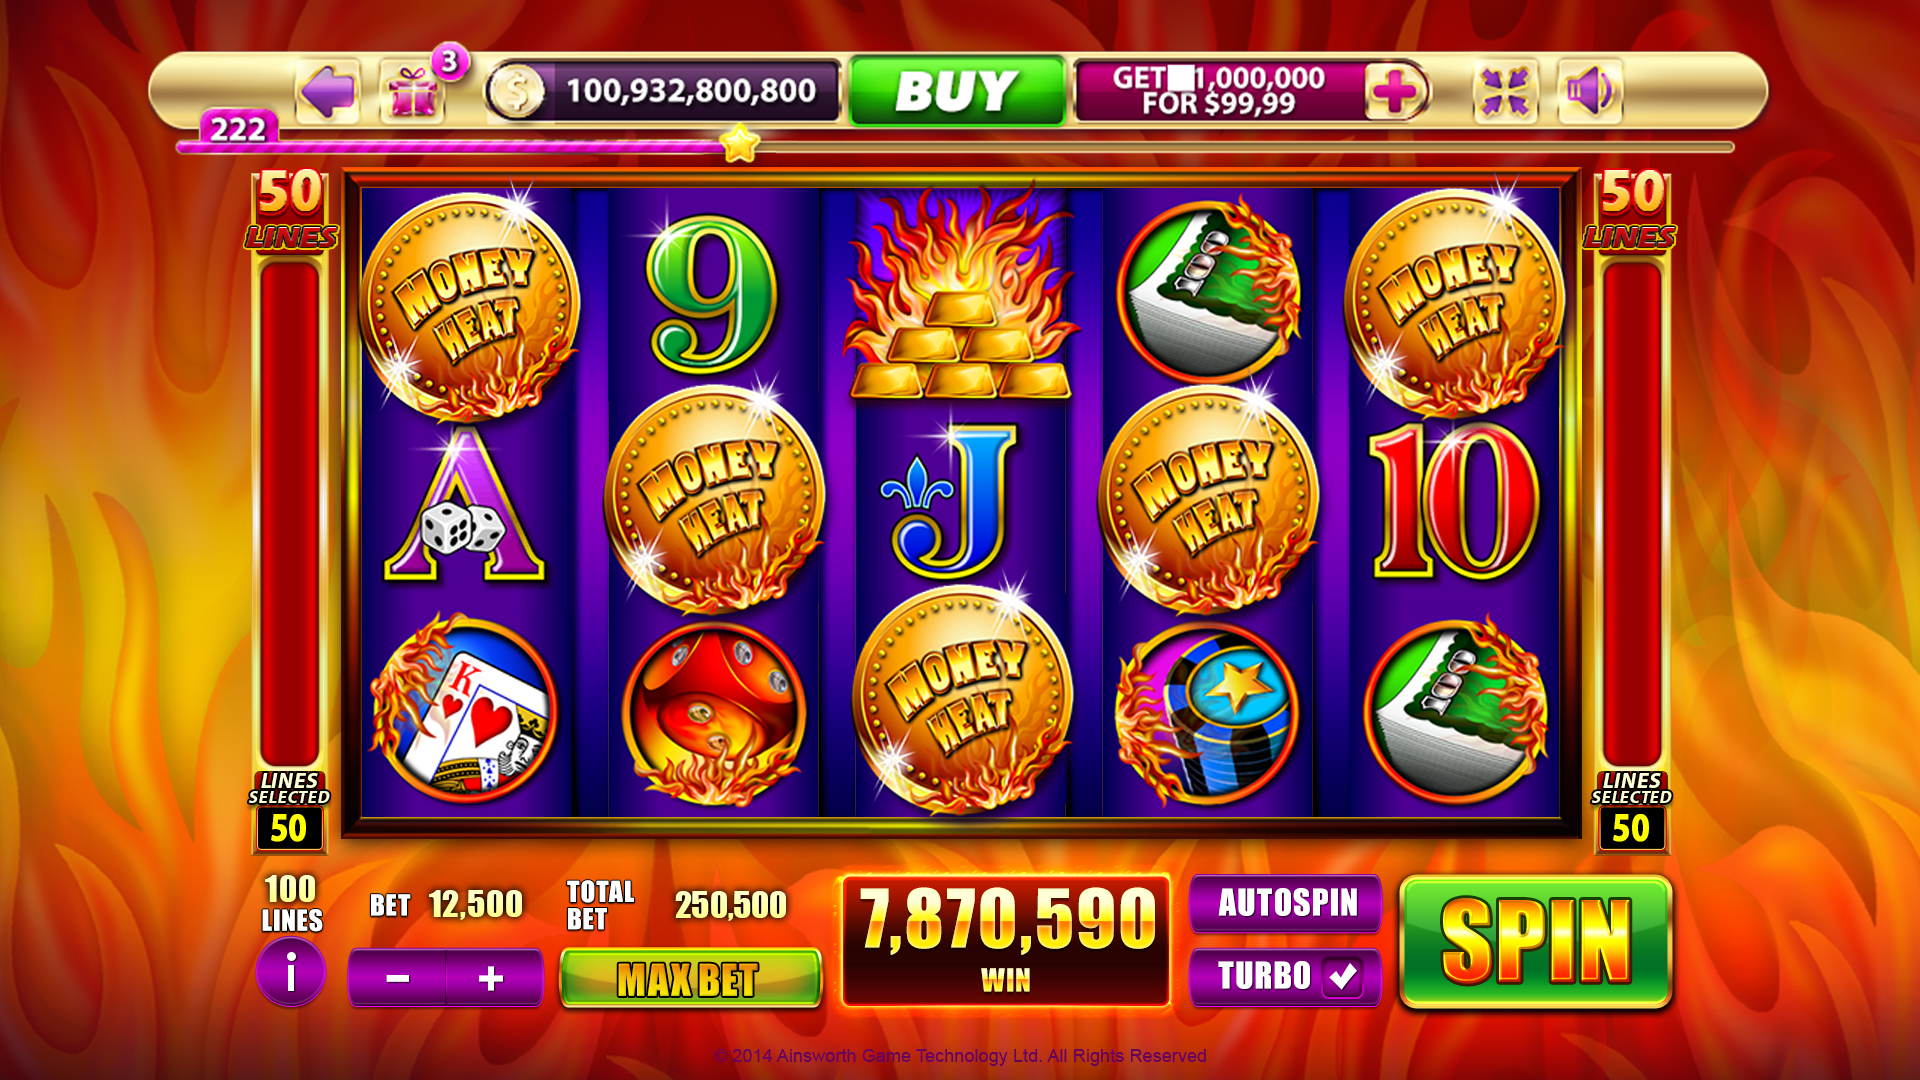 3
100,932,800,800
BUY
GET 1,000,000
FOR $99,99
222
50
LINES
50
LINES
MONEY
HEAT
9
100
MONEY
HEAT
A
MONEY
HEAT
J
MONEY
HEAT
10
K
MONEY
HEAT
100
LINES
SELECTED
50
LINES
SELECTED
50
100
LINES
BET 12,500
TOTAL
BET
250,500
7,870,590
WIN
AUTOSPIN
SPIN
i
- +
MAX BET
TURBO
© 2014 Ainsworth Game Technology Ltd. All Rights Reserved